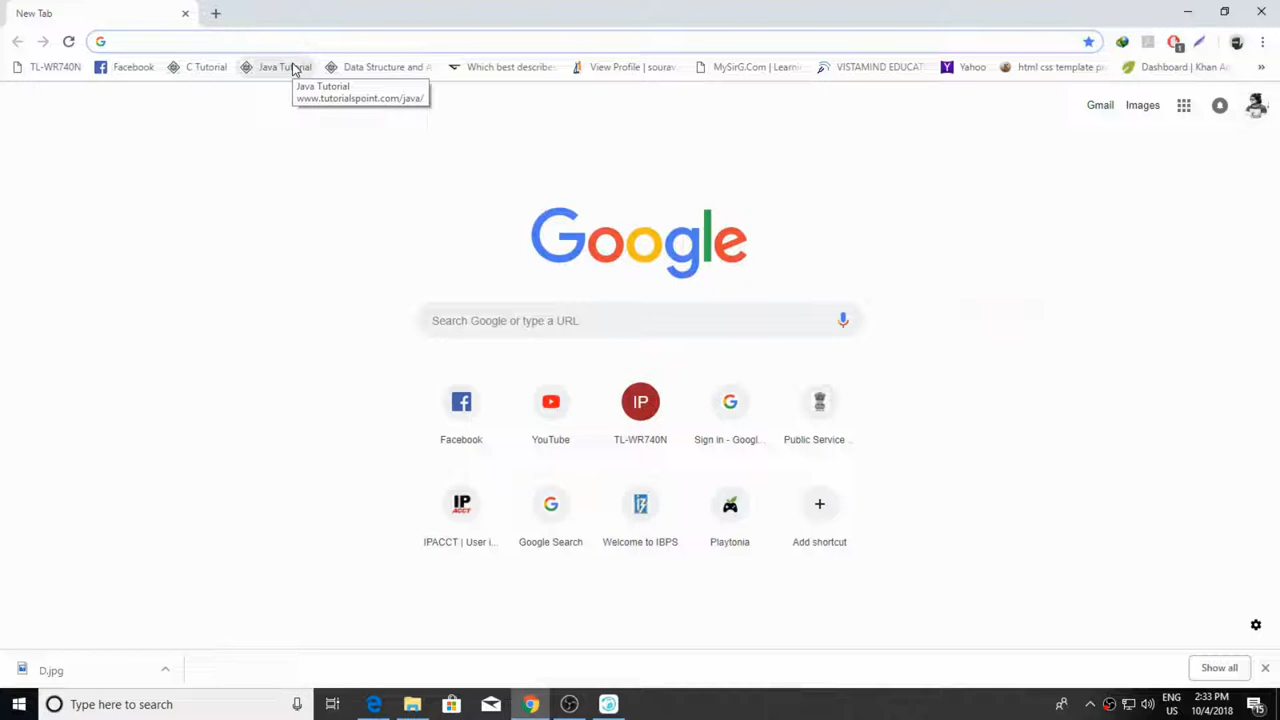 New Tab
TL-WR740N Facebook C Tutorial Java Tutorial Data Structure and A Which best describe View Profile | sourav MySirG.Com | Learni VISTAMIND EDUCAT Yahoo html css template p Dashboard | Khan A »
Java Tutorial
www.tutorialspoint.com/java/
Gmail Images
Google
Search Google or type a URL
IP
Facebook YouTube TL-WR740N Sign in - Googl... Public Service ...
IP
ACCT
IPACCT | User i... Google Search Welcome to IBPS Playtonia Add shortcut
D.jpg Show all
Type here to search
ENG
US
2:33 PM
10/4/2018
15